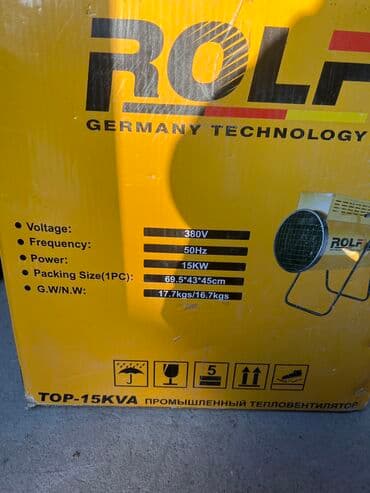 ROLF
GERMANY TECHNOLOGY
Voltage: 380V
Frequency: 50Hz
Power: 15KW
Packing Size(1PC): 69.5*43*45cm
G.W/N.W: 17.7kgs/16.7kgs
ROLF
5
TOP-15KVA ПРОМЫШЛЕННЫЙ ТЕПЛОВЕНТИЛЯТОР